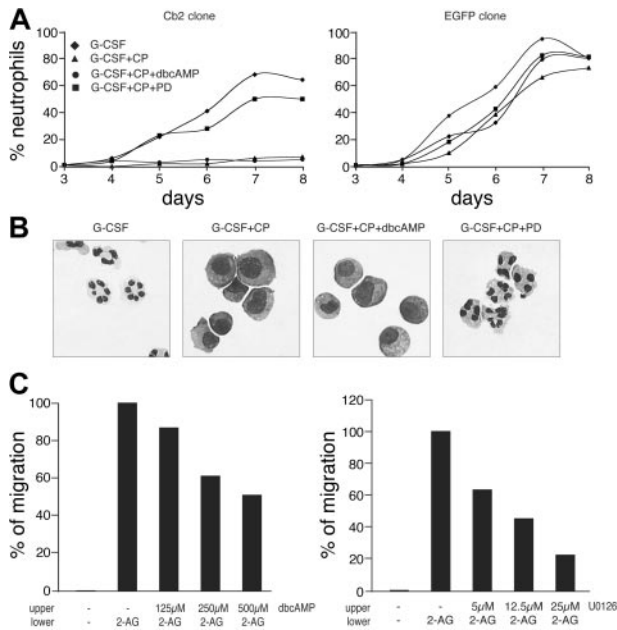 A
Cb2 clone
EGFP clone
G-CSF
G-CSF+CP
G-CSF+CP+dbcAMP
G-CSF+CP+PD
% neutrophils
100
80
60
40
20
0
3 4 5 6 7 8
days
100
80
60
40
20
0
3 4 5 6 7 8
days
B
G-CSF G-CSF+CP G-CSF+CP+dbcAMP G-CSF+CP+PD
C
% of migration
100
80
60
40
20
0
upper - - 125µM 250µM 500µM dbcAMP
lower - 2-AG 2-AG 2-AG 2-AG
% of migration
120
100
80
60
40
20
0
upper - - 5µM 12.5µM 25µM U0126
lower - 2-AG 2-AG 2-AG 2-AG